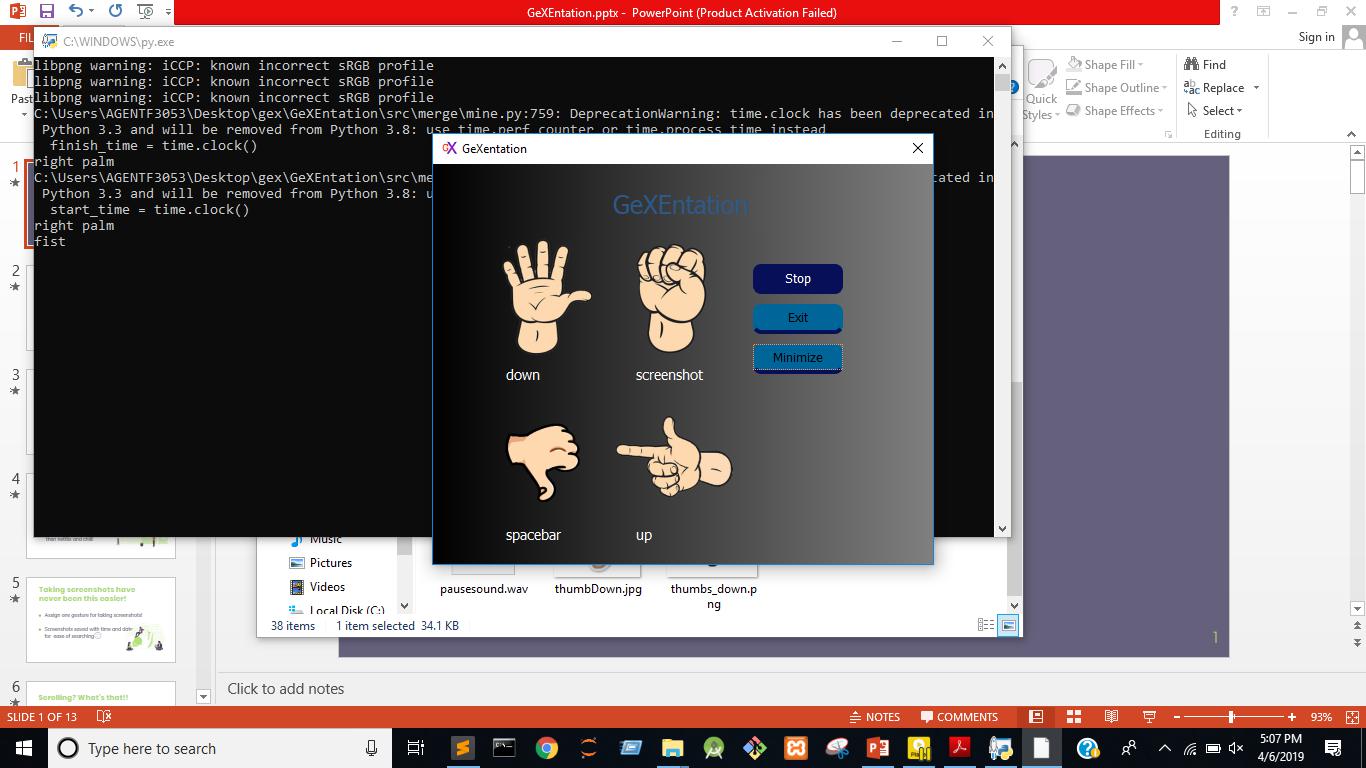 GeXEntation.pptx - PowerPoint (Product Activation Failed)
FIL
Sign in
C:\WINDOWS\py.exe
libpng warning: iCCP: known incorrect sRGB profile
libpng warning: iCCP: known incorrect sRGB profile
libpng warning: iCCP: known incorrect sRGB profile
C:\Users\AGENTF3053\Desktop\gex\GeXEntation\src\merge\mine.py:759: DeprecationWarning: time.clock has been deprecated in
Python 3.3 and will be removed from Python 3.8: use time.perf_counter or time.process_time instead
finish_time = time.clock()
right palm
C:\Users\AGENTF3053\Desktop\gex\GeXEntation\src\me
cated in
Python 3.3 and will be removed from Python 3.8: u
start_time = time.clock()
right palm
fist
Past
Quick
Styles
Shape Fill
Shape Outline
Shape Effects
Find
Replace
Select
Editing
GeXentation
GeXEntation
down
screenshot
spacebar
up
Stop
Exit
Minimize
1
2
3
4
than netflix and chill
5
Taking screenshots have
never been this easier!
Assign one gesture for taking screenshots!
Screenshots saved with time and date
for ease of searching
6
Scrolling? What's that!!
Music
Pictures
Videos
Local Disk (C:)
pausesound.wav
thumbDown.jpg
thumbs_down.p
ng
38 items
1 item selected 34.1 KB
1
Click to add notes
SLIDE 1 OF 13
NOTES
COMMENTS
93%
Type here to search
5:07 PM
4/6/2019